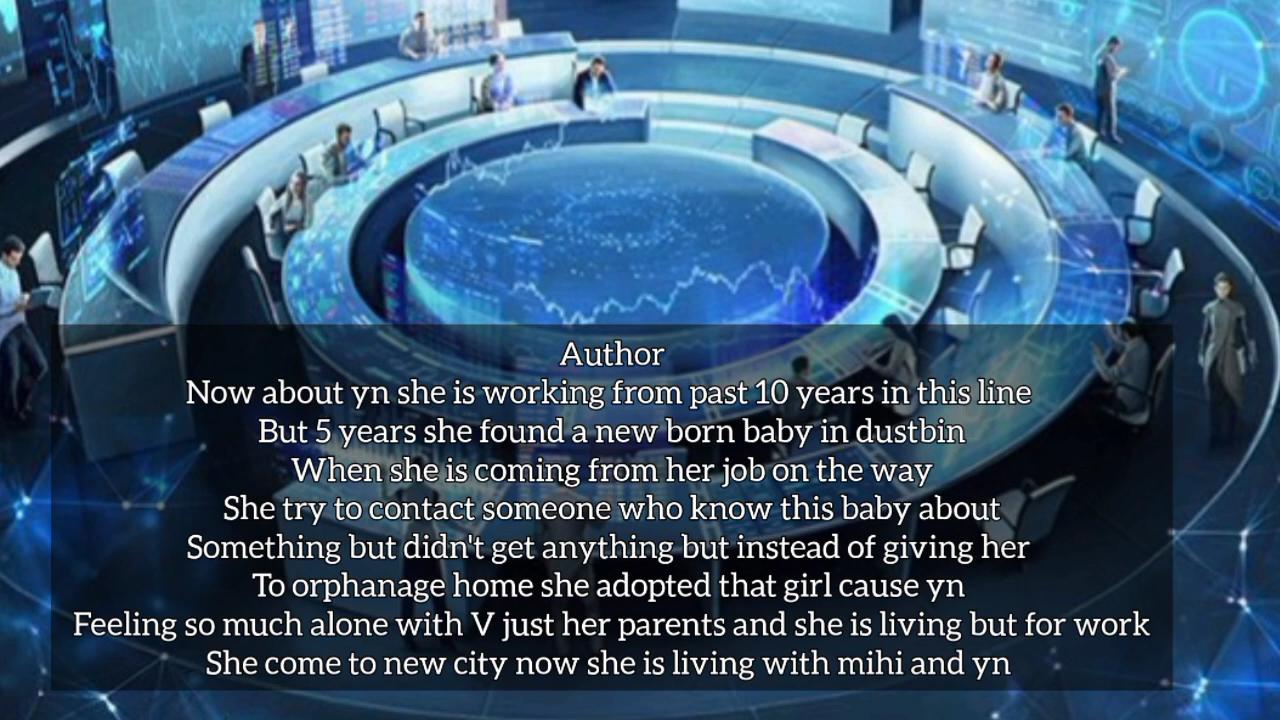 Author
Now about yn she is working from past 10 years in this line
But 5 years she found a new born baby in dustbin
When she is coming from her job on the way
She try to contact someone who know this baby about
Something but didn't get anything but instead of giving her
To orphanage home she adopted that girl cause yn
Feeling so much alone with V just her parents and she is living but for work
She come to new city now she is living with mihi and yn